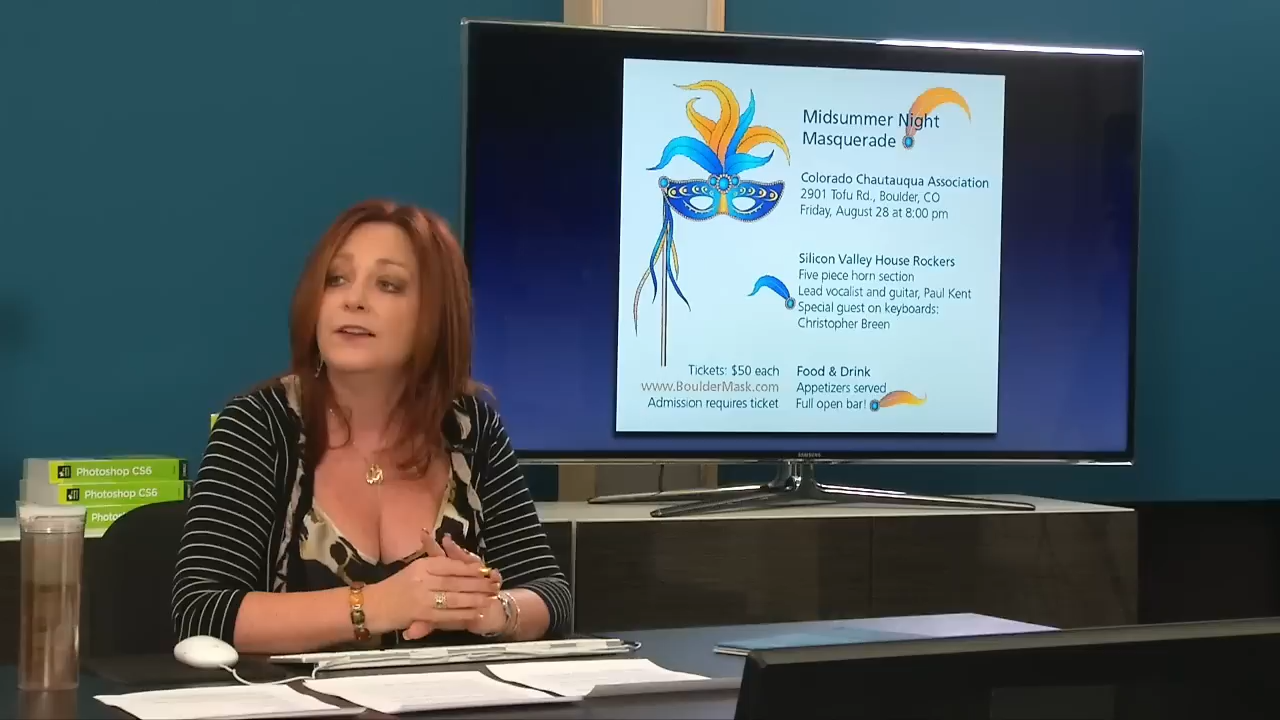 Midsummer Night
Masquerade
Colorado Chautauqua Association
2901 Tofu Rd., Boulder, CO
Friday, August 28 at 8:00 pm
Silicon Valley House Rockers
Five piece horn section
Lead vocalist and guitar, Paul Kent
Special guest on keyboards:
Christopher Breen
Tickets: $50 each
www.BoulderMask.com
Admission requires ticket
Food & Drink
Appetizers served
Full open bar!
SAMSUNG
Photoshop CS6
Photoshop CS6
Photo